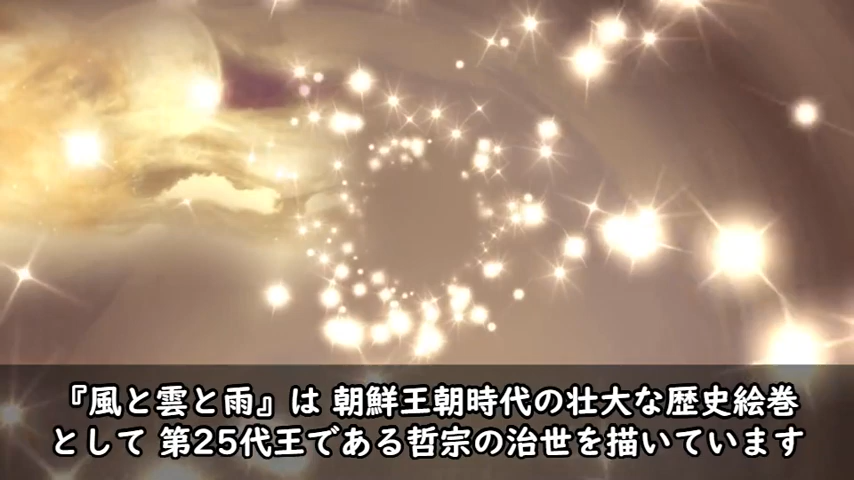 『風と雲と雨』は 朝鮮王朝時代の壮大な歴史絵巻
として 第25代王である哲宗の治世を描いています